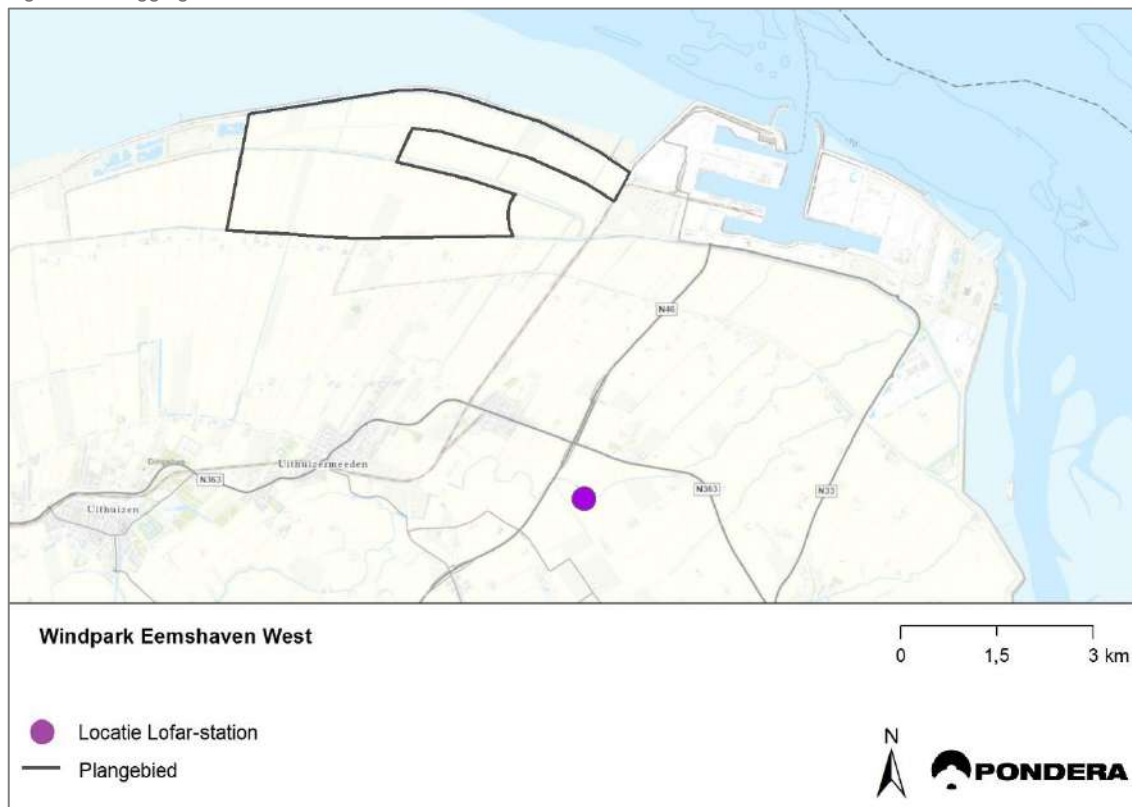 N46
N363
N33
N363
Uithuizermeeden
Uithuizen
Windpark Eemshaven West
0 1,5 3 km
Locatie Lofar-station
Plangebied
N
PONDERA